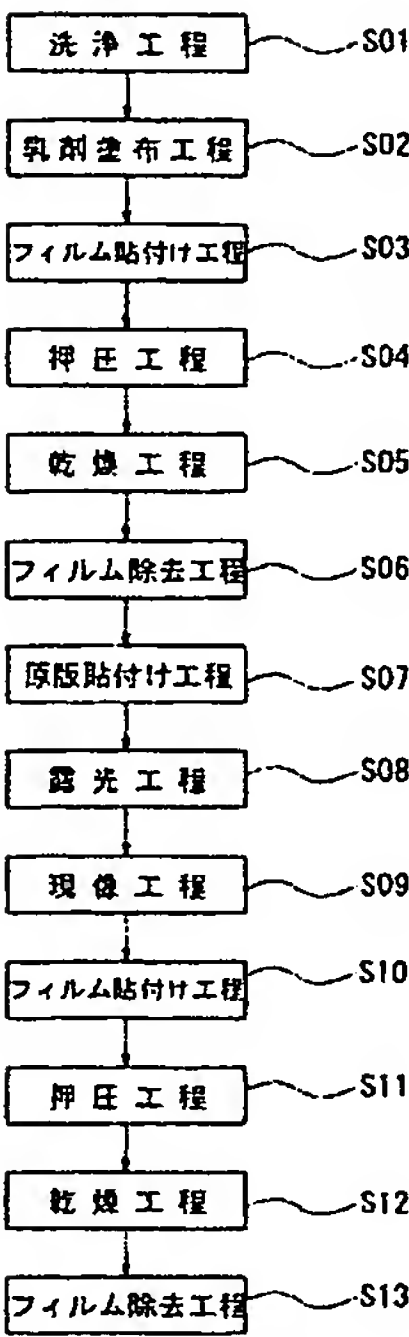 洗浄工程 S01
乳剤塗布工程 S02
フィルム貼付け工程 S03
押圧工程 S04
乾燥工程 S05
フィルム除去工程 S06
原版貼付け工程 S07
露光工程 S08
現像工程 S09
フィルム貼付け工程 S10
押圧工程 S11
乾燥工程 S12
フィルム除去工程 S13